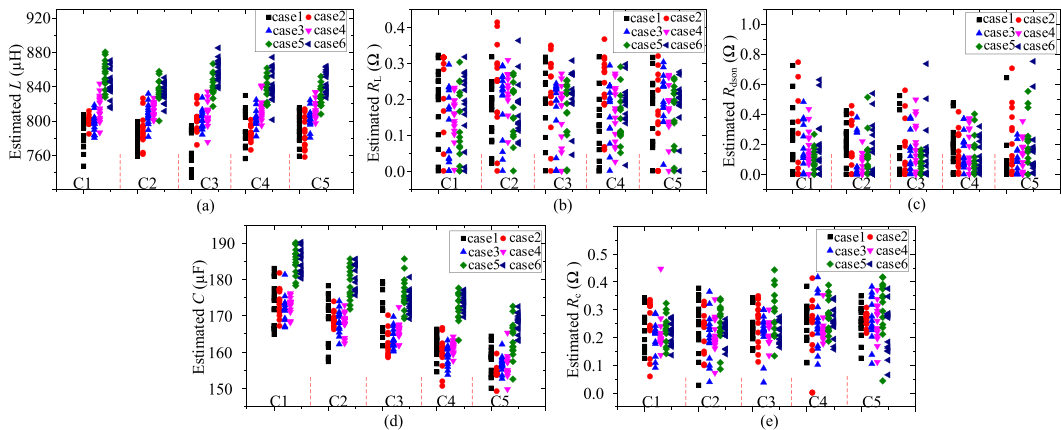 case1 case2
case3 case4
case5 case6
920
880
840
800
760
Estimated L (μH)
C1 C2 C3 C4 C5
(a)
case1 case2
case3 case4
case5 case6
0.4
0.3
0.2
0.1
0.0
Estimated RL (Ω)
C1 C2 C3 C4 C5
(b)
case1 case2
case3 case4
case5 case6
0.8
0.6
0.4
0.2
0.0
Estimated Rdson (Ω)
C1 C2 C3 C4 C5
(c)
case1 case2
case3 case4
case5 case6
190
180
170
160
150
Estimated C (μF)
C1 C2 C3 C4 C5
(d)
case1 case2
case3 case4
case5 case6
0.5
0.4
0.3
0.2
0.1
0.0
Estimated Rc (Ω)
C1 C2 C3 C4 C5
(e)